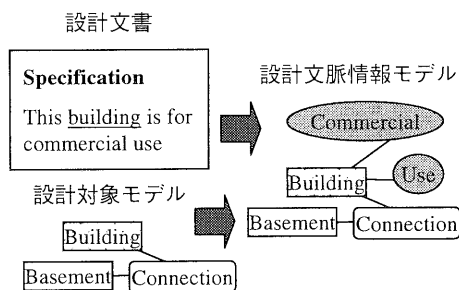 設計文書
Specification
This building is for
commercial use
設計文脈情報モデル
Commercial
Use
Building
Basement
Connection
設計対象モデル
Building
Basement
Connection